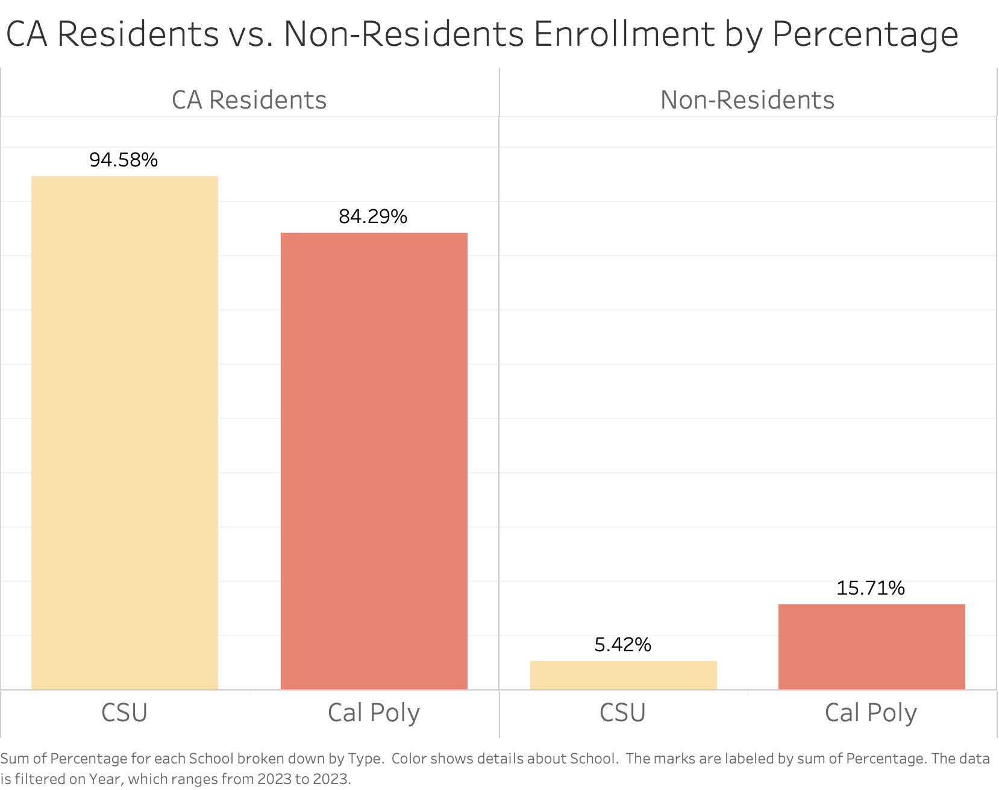 CA Residents vs. Non-Residents Enrollment by Percentage
CA Residents
Non-Residents
94.58%
84.29%
15.71%
5.42%
CSU
Cal Poly
CSU
Cal Poly
Sum of Percentage for each School broken down by Type.  Color shows details about School.  The marks are labeled by sum of Percentage. The data
is filtered on Year, which ranges from 2023 to 2023.